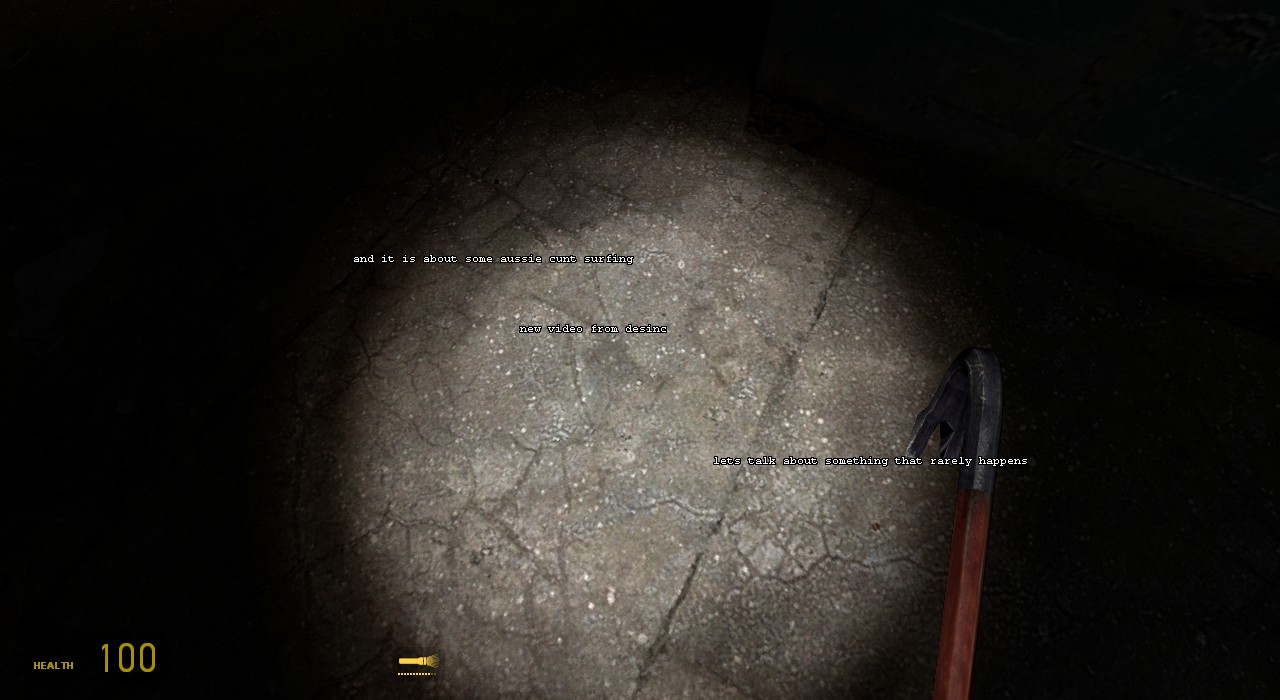 and it is about some aussie cunt surfing
new video from desinc
lets talk about something that rarely happens
HEALTH 100